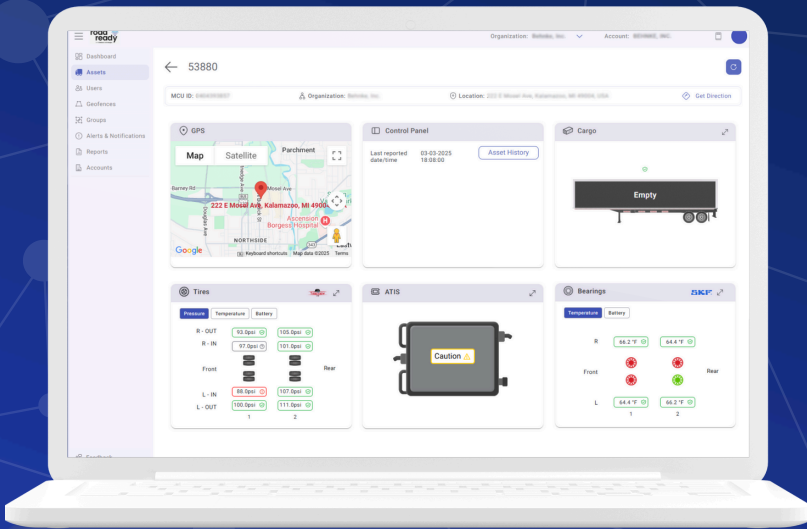 road ready
Organization:
Account:
Dashboard
Assets
Users
Geofences
Groups
Alerts & Notifications
Reports
Accounts
53880
MCU ID:
Organization:
Location:
Get Direction
GPS
Map Satellite
Parchment
Barney Rd
Mosel Ave
222 E Mosel Ave, Kalamazoo, MI 4900
Douglas Ave
Ascension
Borgess Hospital
NORTHSIDE
Google
Keyboard shortcuts Map data ©2025 Terms
Control Panel
Last reported date/time 03-03-2025 18:08:00
Asset History
Cargo
Empty
Tires
Pressure Temperature Battery
R - OUT 93.0psi 105.0psi
R - IN 97.0psi 101.0psi
Front Rear
L - IN 88.0psi 107.0psi
L - OUT 100.0psi 111.0psi
1 2
ATIS
Caution
Bearings
SKF
Temperature Battery
R 66.2 °F 64.4 °F
Front Rear
L 64.4 °F 66.2 °F
1 2